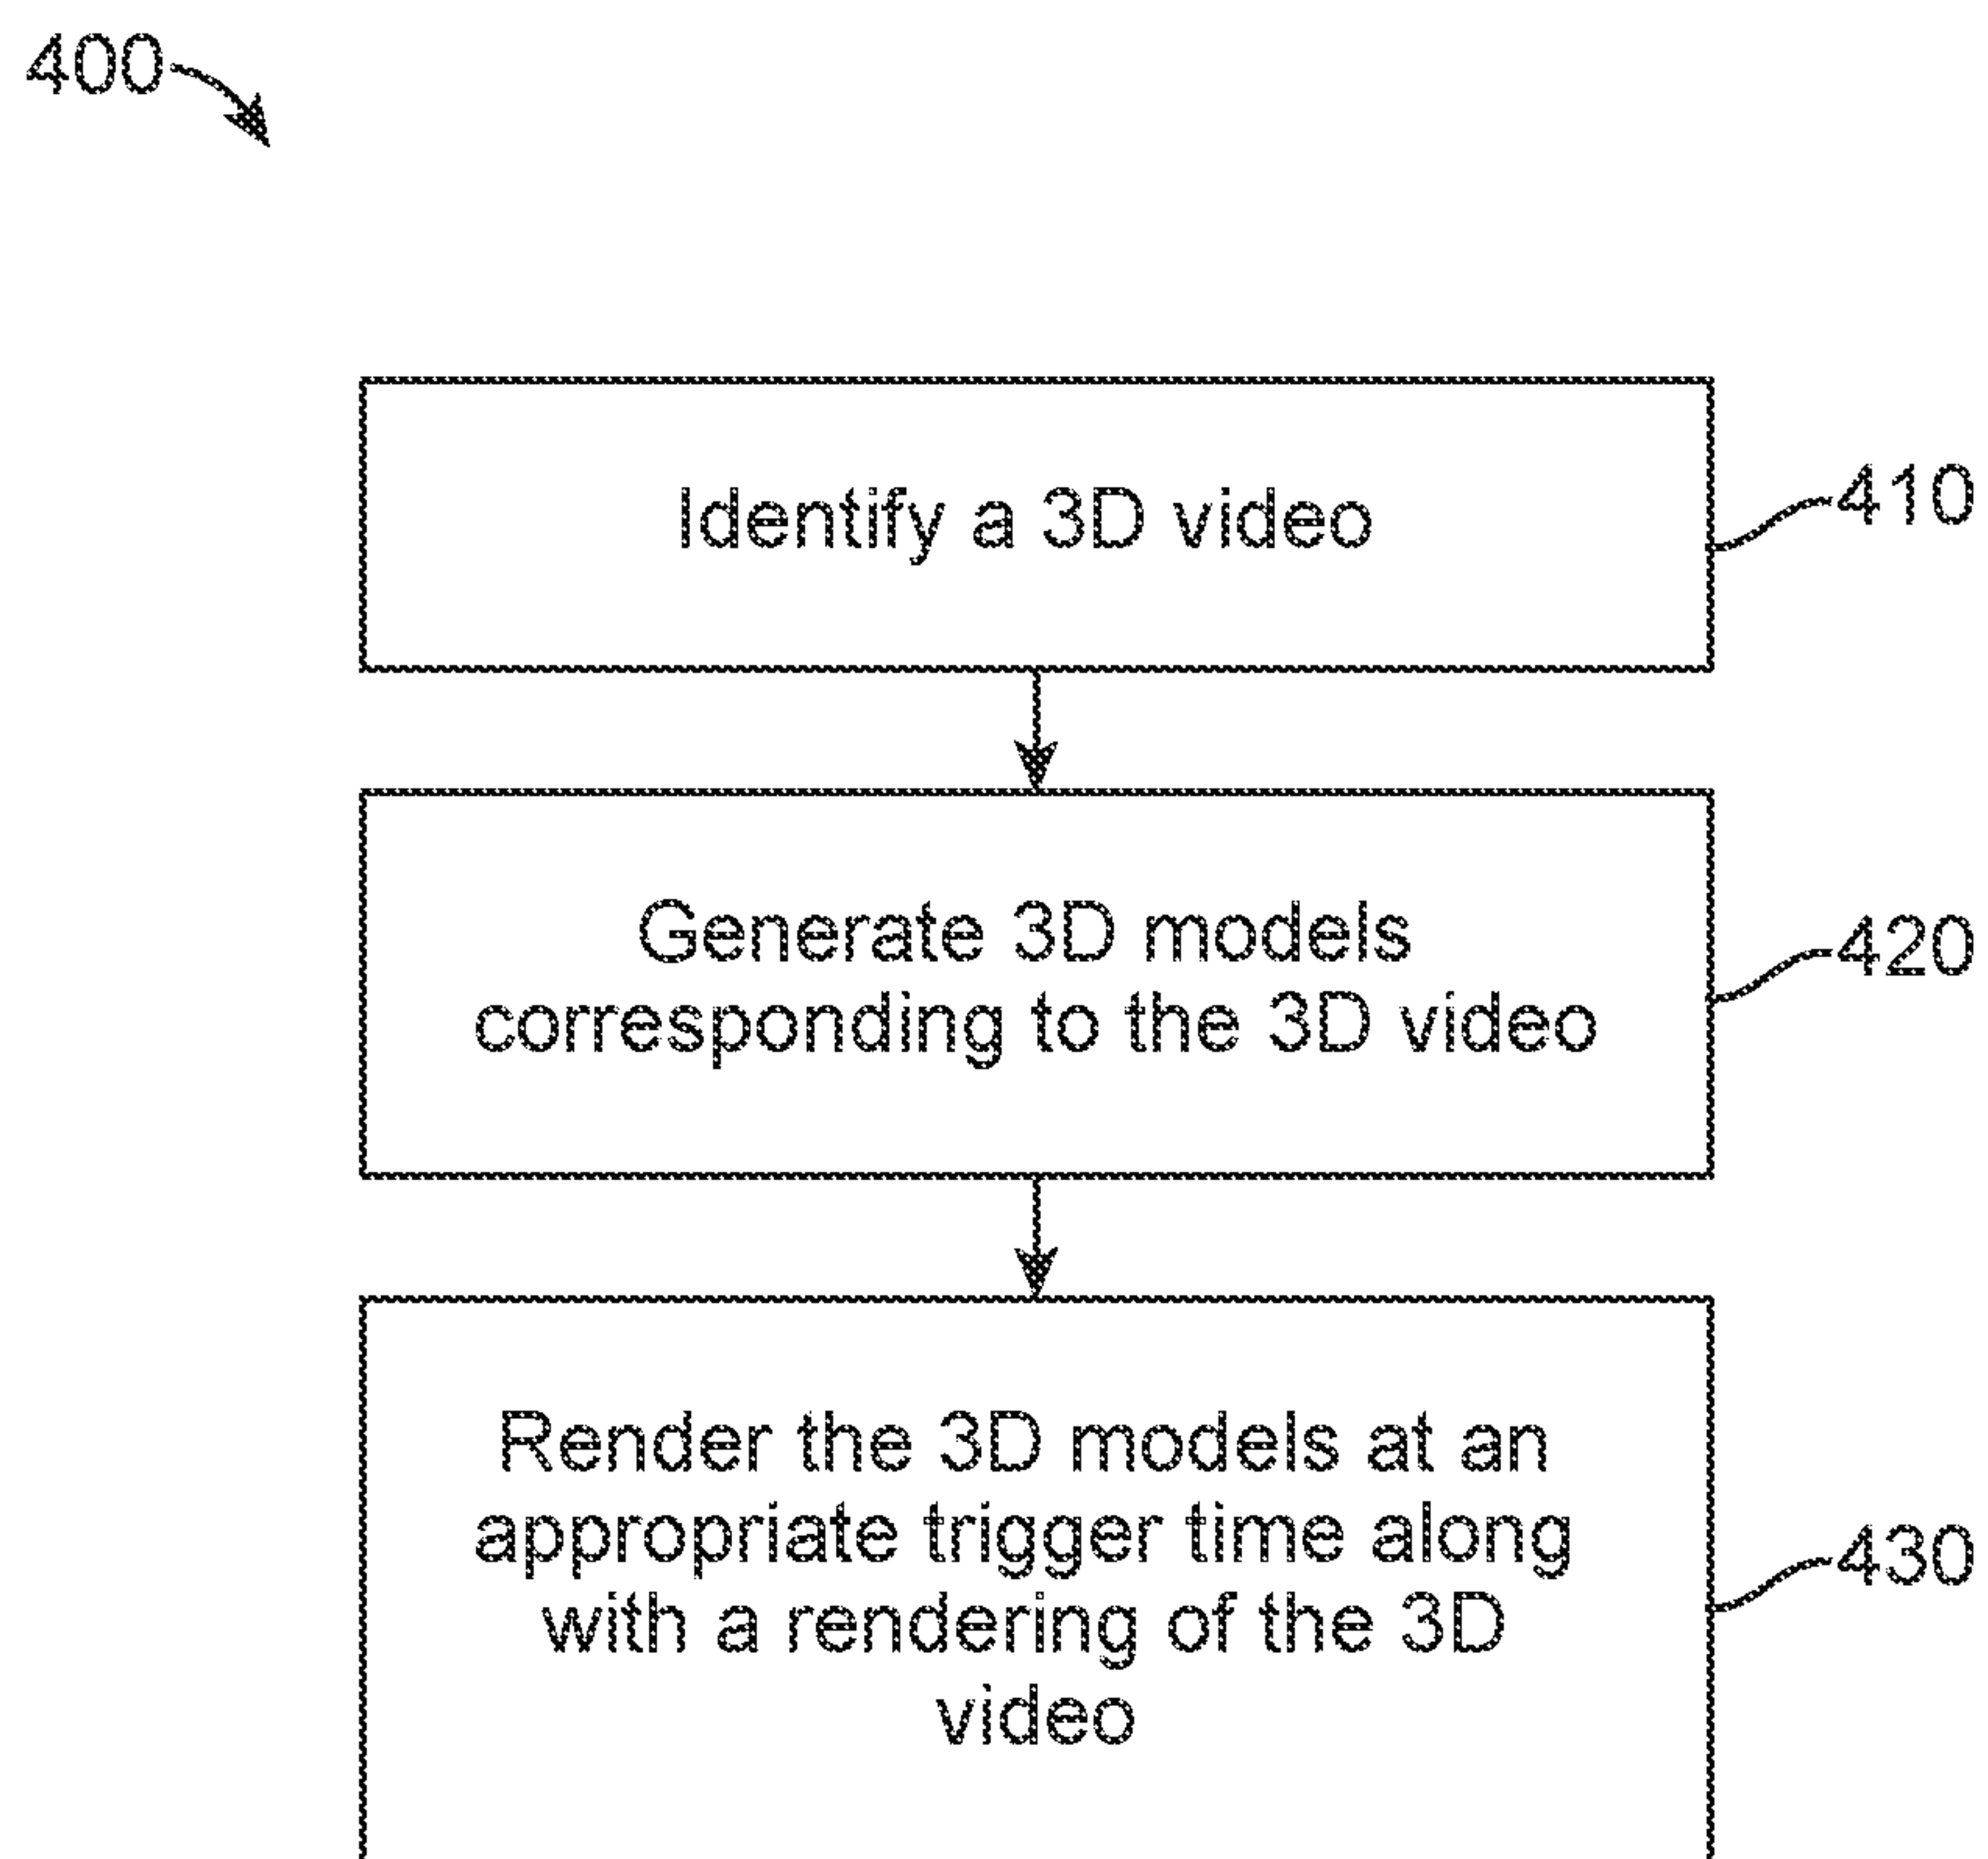 400
Identify a 3D video
410
Generate 3D models
corresponding to the 3D video
420
Render the 3D models at an
appropriate trigger time along
with a rendering of the 3D
video
430